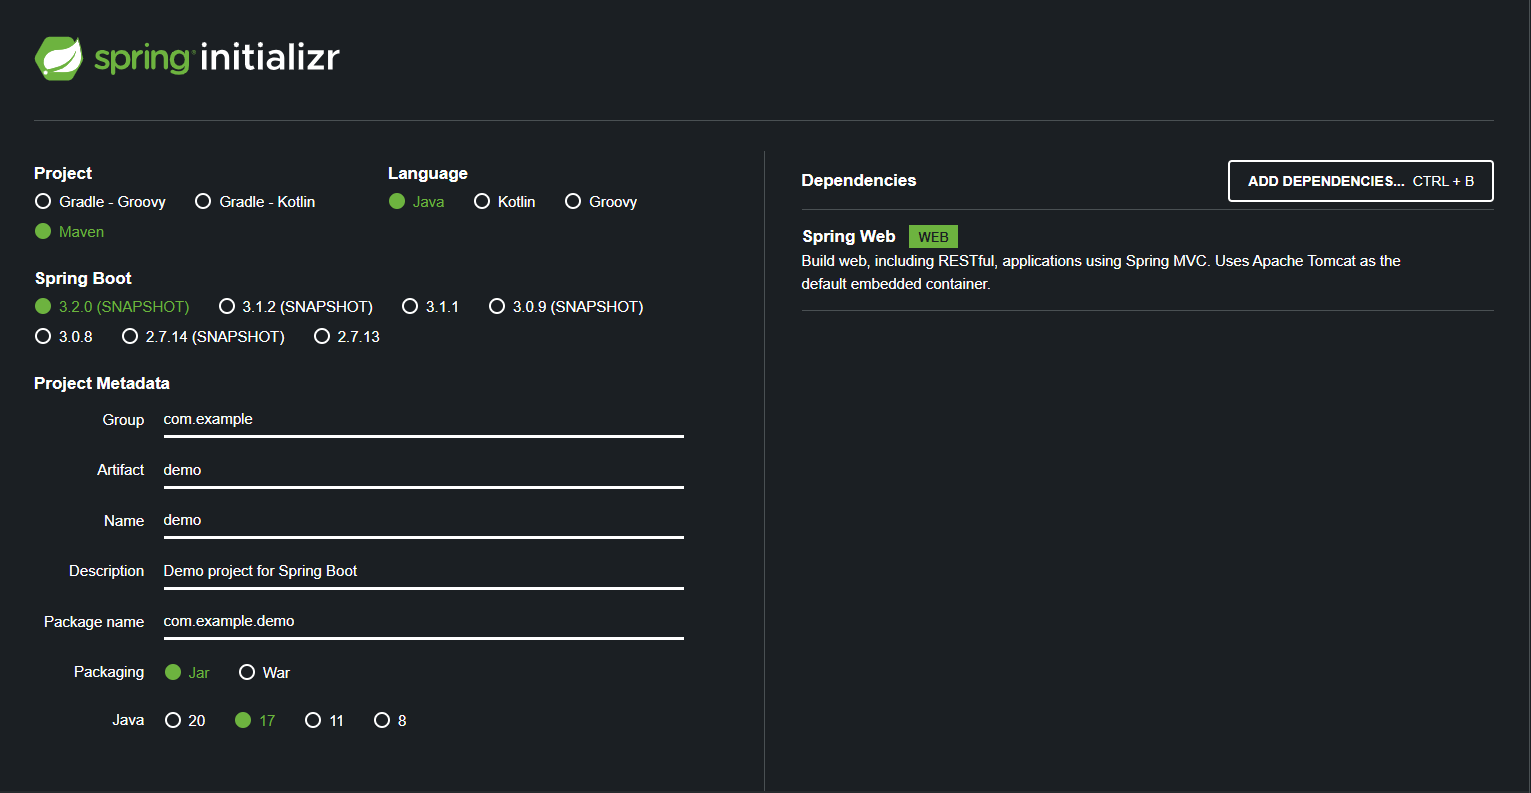 spring initializr
Project
Gradle - Groovy Gradle - Kotlin
Maven
Language
Java Kotlin Groovy
Spring Boot
3.2.0 (SNAPSHOT) 3.1.2 (SNAPSHOT) 3.1.1 3.0.9 (SNAPSHOT)
3.0.8 2.7.14 (SNAPSHOT) 2.7.13
Project Metadata
Group com.example
Artifact demo
Name demo
Description Demo project for Spring Boot
Package name com.example.demo
Packaging Jar War
Java 20 17 11 8
Dependencies
ADD DEPENDENCIES... CTRL + B
Spring Web WEB
Build web, including RESTful, applications using Spring MVC. Uses Apache Tomcat as the
default embedded container.